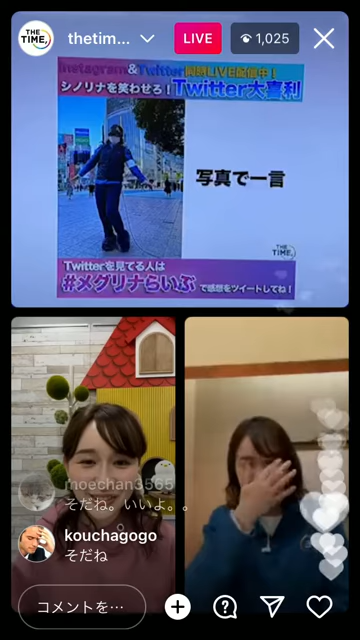 THE
TIME,
thetim...
LIVE
1,025
Instagram&Twitter同時LIVE配信中！
シノリナを笑わせろ！Twitter大喜利
写真で一言
THE
TIME,
Twitterを見てる人は
#メグリナらいぶ で感想をツイートしてね！
moechan3565
そだね。いいよ。。
kouchagogo
そだね
コメントを…